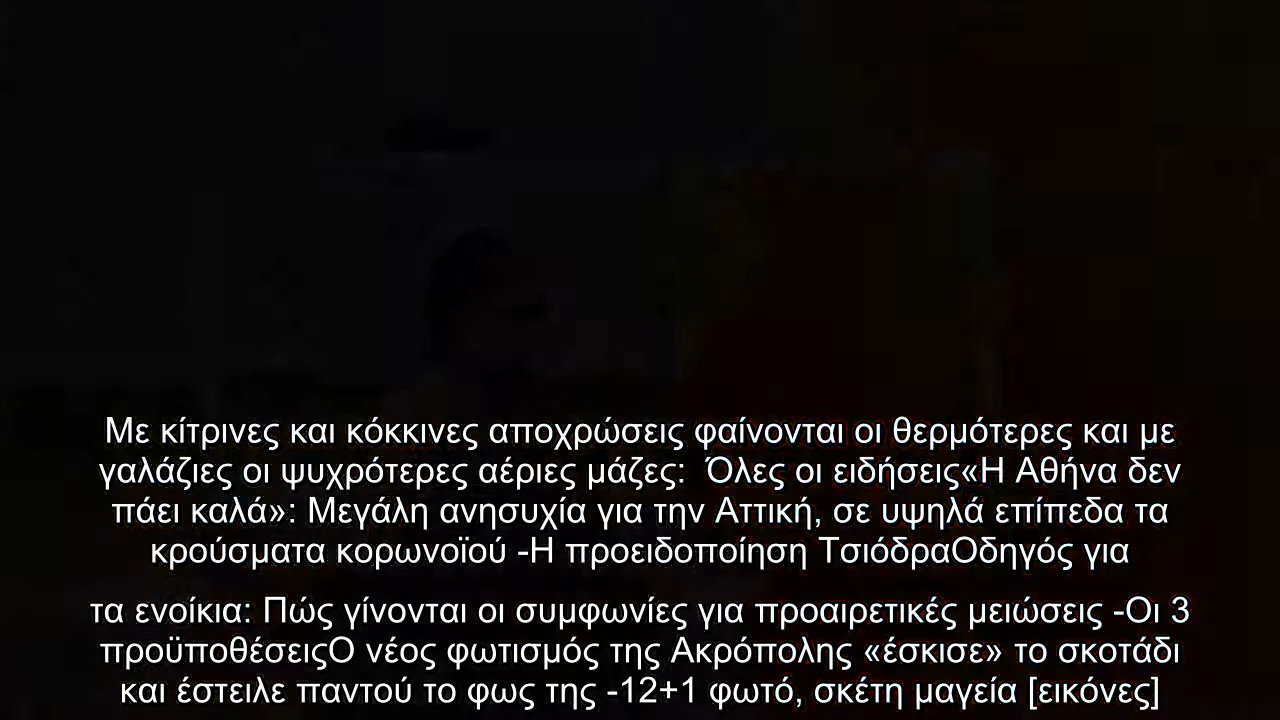 Με κίτρινες και κόκκινες αποχρώσεις φαίνονται οι θερμότερες και με
γαλάζιες οι ψυχρότερες αέριες μάζες:  Όλες οι ειδήσεις«Η Αθήνα δεν
πάει καλά»: Μεγάλη ανησυχία για την Αττική, σε υψηλά επίπεδα τα
κρούσματα κορωνοϊού -Η προειδοποίηση ΤσιόδραΟδηγός για
τα ενοίκια: Πώς γίνονται οι συμφωνίες για προαιρετικές μειώσεις -Οι 3
προϋποθέσειςΟ νέος φωτισμός της Ακρόπολης «έσκισε» το σκοτάδι
και έστειλε παντού το φως της -12+1 φωτό, σκέτη μαγεία [εικόνες]